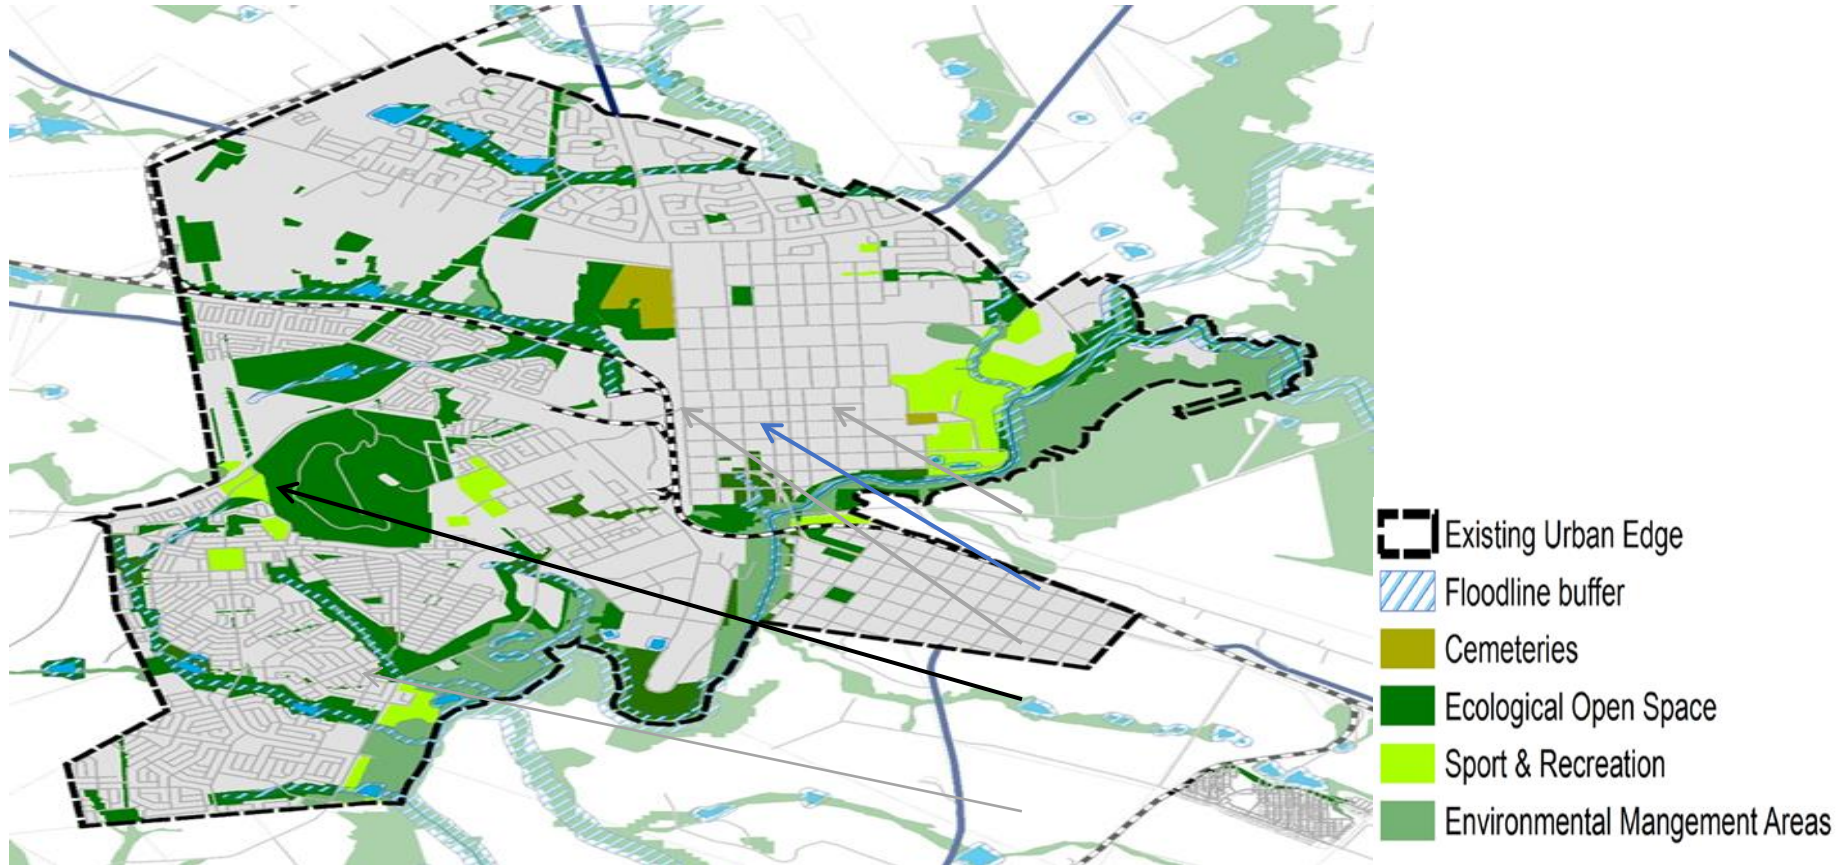 Existing Urban Edge
Floodline buffer
Cemeteries
Ecological Open Space
Sport & Recreation
Environmental Mangement Areas